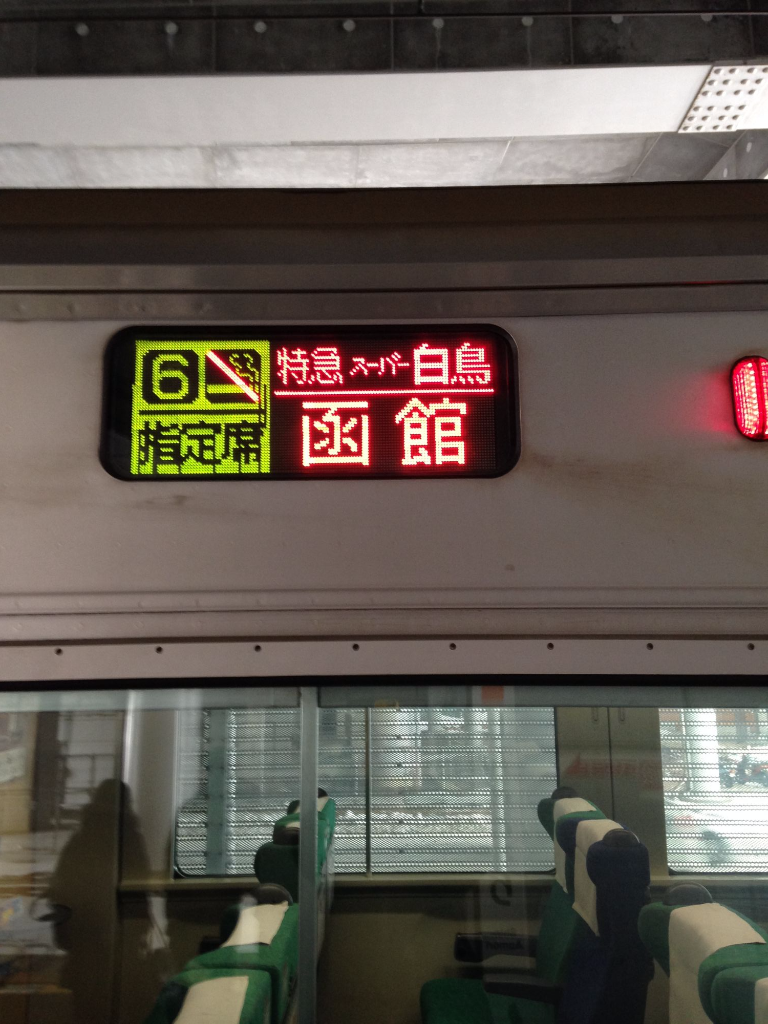 6
指定席
特急 スーパー 白鳥
函館